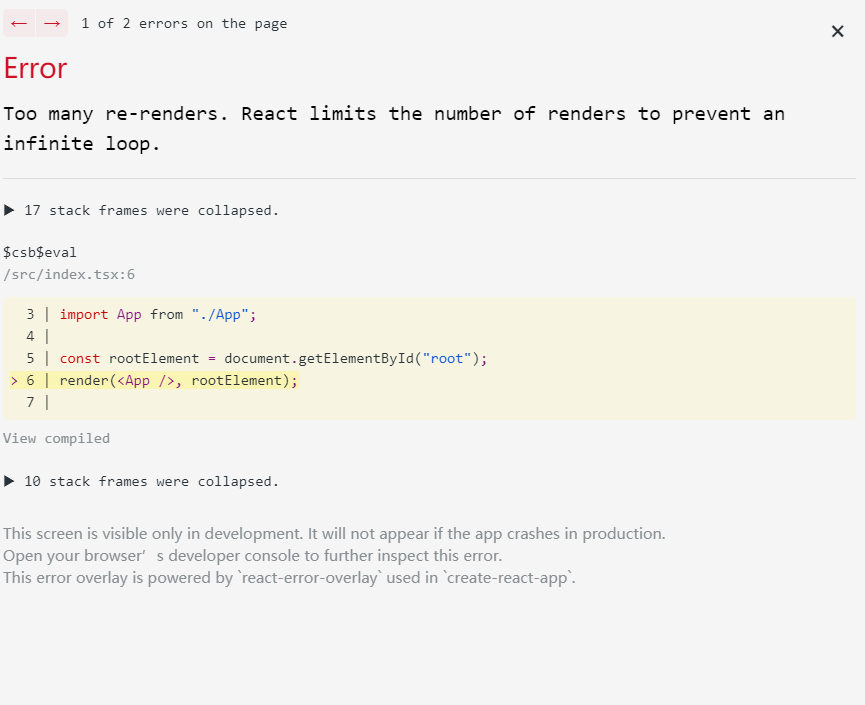 ← → 1 of 2 errors on the page
×
Error
Too many re-renders. React limits the number of renders to prevent an
infinite loop.
▶ 17 stack frames were collapsed.
$csb$eval
/src/index.tsx:6
3 | import App from "./App";
4 |
5 | const rootElement = document.getElementById("root");
> 6 | render(<App />, rootElement);
7 |
View compiled
▶ 10 stack frames were collapsed.
This screen is visible only in development. It will not appear if the app crashes in production.
Open your browser’s developer console to further inspect this error.
This error overlay is powered by `react-error-overlay` used in `create-react-app`.